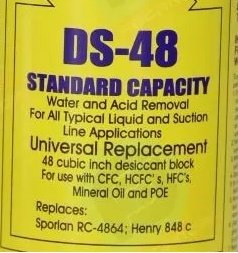 DS-48
STANDARD CAPACITY
Water and Acid Removal
For All Typical Liquid and Suction
Line Applications
Universal Replacement
48 cubic inch desiccant block
For use with CFC, HCFC' s, HFC's,
Mineral Oil and POE
Replaces:
Sporlan RC-4864; Henry 848 c